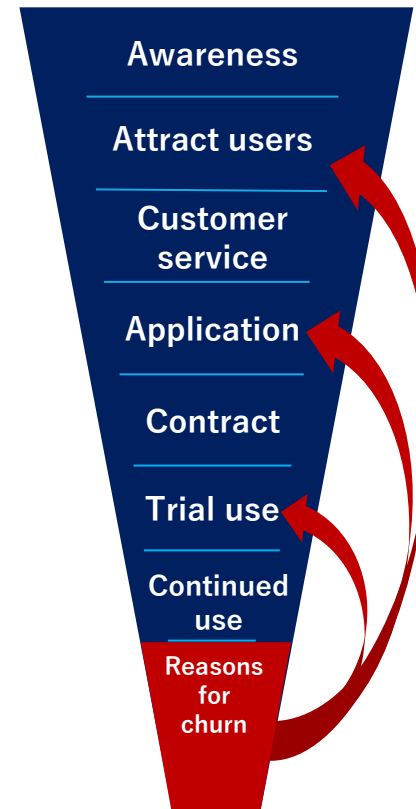 Awareness
Attract users
Customer
service
Application
Contract
Trial use
Continued
use
Reasons
for
churn